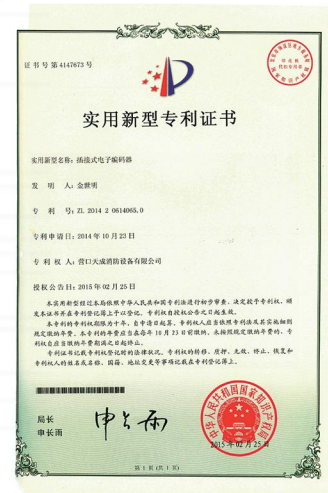 证书号第4147673号
实用新型专利证书
实用新型名称：插接式电子编码器
发 明 人：金世明
专 利 号：ZL 2014 2 0614065.0
专利申请日：2014年10月23日
专 利 权 人：营口天成消防设备有限公司
授权公告日：2015年02月25日
本实用新型经过本局依照中华人民共和国专利法进行初步审查，决定授予专利权，颁
发本证书并在专利登记簿上予以登记。专利权自授权公告之日起生效。
本专利的专利权期限为十年，自申请日起算。专利权人应当依照专利法及其实施细则
规定缴纳年费。本专利的年费应当在每年10月23日前缴纳。未按照规定缴纳年费的，专
利权自应当缴纳年费期满之日起终止。
专利证书记载专利权登记时的法律状况。专利权的转移、质押、无效、终止、恢复和
专利权人的姓名或名称、国籍、地址变更等事项记载在专利登记簿上。
局长
申长雨
申长雨
中华人民共和国国家知识产权局
2015年02月25日
第1页(共1页)